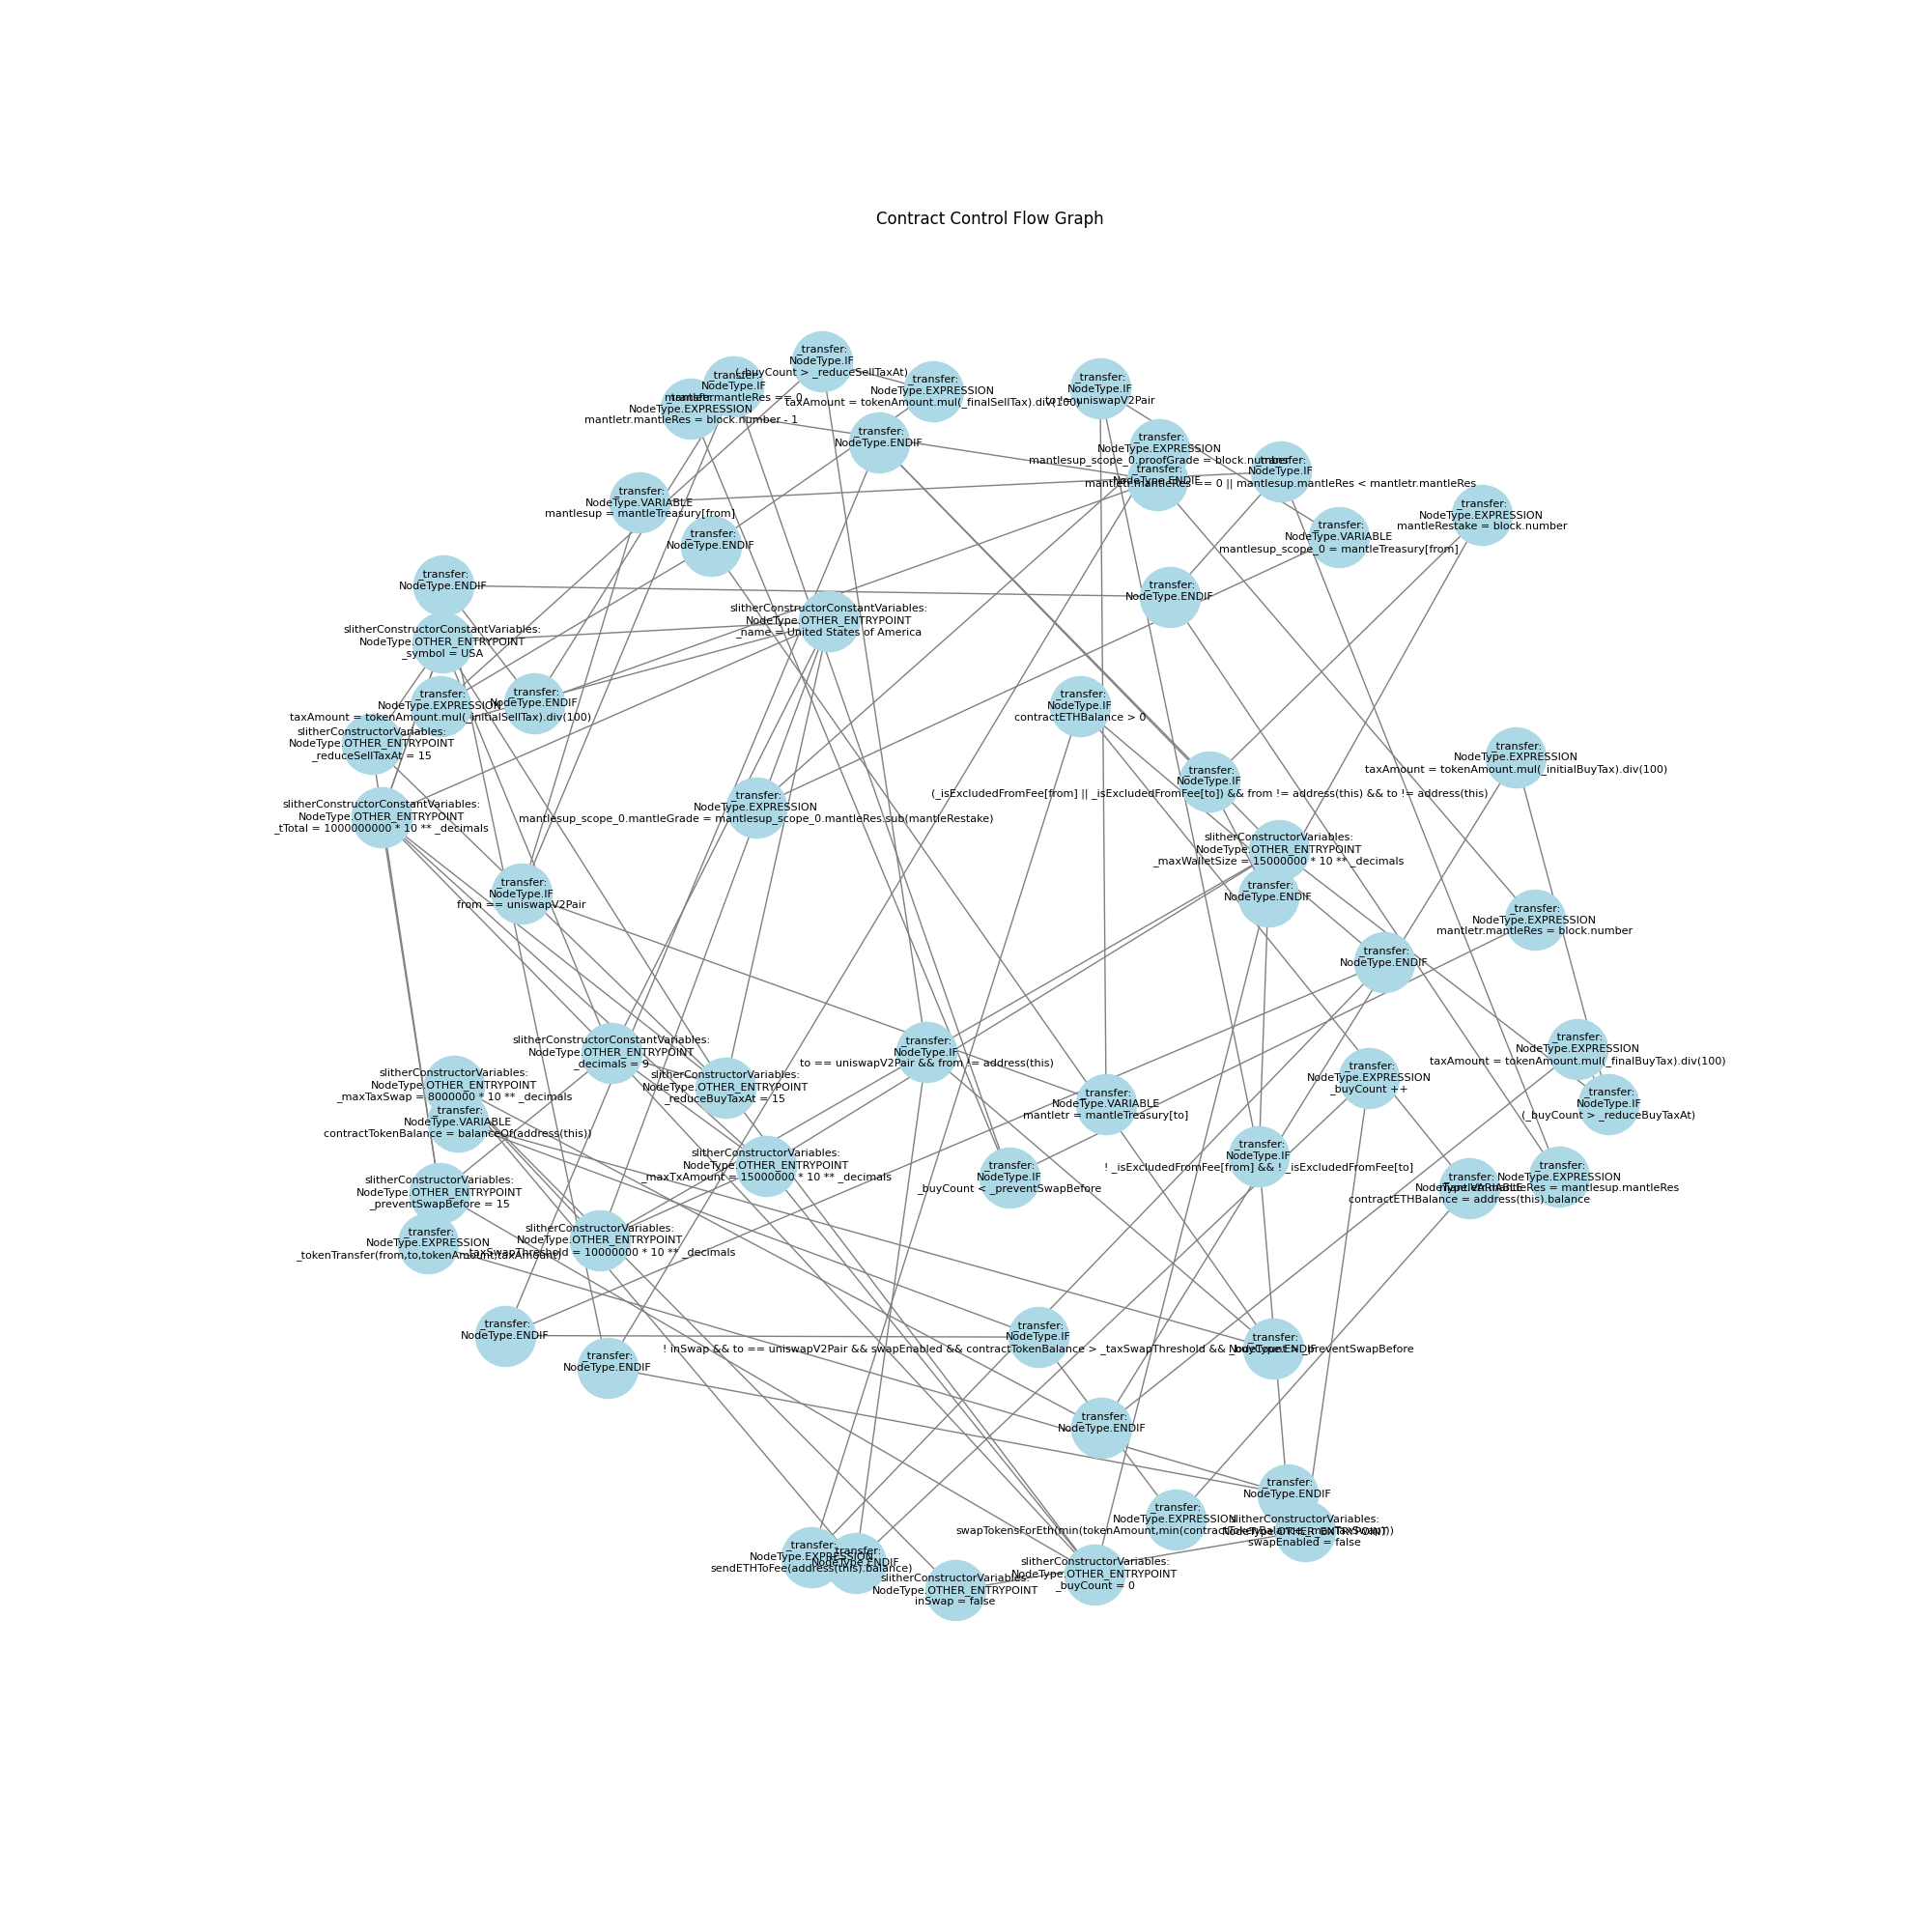 Contract Control Flow Graph
_transfer:
NodeType.IF
(_buyCount > _reduceSellTaxAt)
_transfer:
NodeType.IF
mantletr.mantleRes == 0
_transfer:
NodeType.EXPRESSION
mantletr.mantleRes = block.number - 1
_transfer:
NodeType.EXPRESSION
taxAmount = tokenAmount.mul(_finalSellTax).div(100)
_transfer:
NodeType.IF
to != uniswapV2Pair
_transfer:
NodeType.ENDIF
_transfer:
NodeType.EXPRESSION
mantlesup_scope_0.proofGrade = block.number
_transfer:
NodeType.ENDIF
_transfer:
NodeType.IF
mantletr.mantleRes == 0 || mantlesup.mantleRes < mantletr.mantleRes
_transfer:
NodeType.VARIABLE
mantlesup = mantleTreasury[from]
_transfer:
NodeType.EXPRESSION
mantleRestake = block.number
_transfer:
NodeType.VARIABLE
mantlesup_scope_0 = mantleTreasury[from]
_transfer:
NodeType.ENDIF
_transfer:
NodeType.ENDIF
_transfer:
NodeType.ENDIF
slitherConstructorConstantVariables:
NodeType.OTHER_ENTRYPOINT
_name = United States of America
slitherConstructorConstantVariables:
NodeType.OTHER_ENTRYPOINT
_symbol = USA
_transfer:
NodeType.EXPRESSION
taxAmount = tokenAmount.mul(_initialSellTax).div(100)
_transfer:
NodeType.ENDIF
_transfer:
NodeType.IF
contractETHBalance > 0
slitherConstructorVariables:
NodeType.OTHER_ENTRYPOINT
_reduceSellTaxAt = 15
_transfer:
NodeType.EXPRESSION
taxAmount = tokenAmount.mul(_initialBuyTax).div(100)
_transfer:
NodeType.IF
(_isExcludedFromFee[from] || _isExcludedFromFee[to]) && from != address(this) && to != address(this)
slitherConstructorConstantVariables:
NodeType.OTHER_ENTRYPOINT
_tTotal = 1000000000 * 10 ** _decimals
_transfer:
NodeType.EXPRESSION
mantlesup_scope_0.mantleGrade = mantlesup_scope_0.mantleRes.sub(mantleRestake)
slitherConstructorVariables:
NodeType.OTHER_ENTRYPOINT
_maxWalletSize = 15000000 * 10 ** _decimals
_transfer:
NodeType.IF
from == uniswapV2Pair
_transfer:
NodeType.ENDIF
_transfer:
NodeType.EXPRESSION
mantletr.mantleRes = block.number
_transfer:
NodeType.ENDIF
slitherConstructorConstantVariables:
NodeType.OTHER_ENTRYPOINT
_decimals = 9
_transfer:
NodeType.IF
to == uniswapV2Pair && from != address(this)
_transfer:
NodeType.EXPRESSION
taxAmount = tokenAmount.mul(_finalBuyTax).div(100)
slitherConstructorVariables:
NodeType.OTHER_ENTRYPOINT
_maxTaxSwap = 8000000 * 10 ** _decimals
slitherConstructorVariables:
NodeType.OTHER_ENTRYPOINT
_reduceBuyTaxAt = 15
_transfer:
NodeType.EXPRESSION
_buyCount ++
_transfer:
NodeType.VARIABLE
mantletr = mantleTreasury[to]
_transfer:
NodeType.IF
(_buyCount > _reduceBuyTaxAt)
_transfer:
NodeType.VARIABLE
contractTokenBalance = balanceOf(address(this))
_transfer:
NodeType.IF
! _isExcludedFromFee[from] && ! _isExcludedFromFee[to]
slitherConstructorVariables:
NodeType.OTHER_ENTRYPOINT
_maxTxAmount = 15000000 * 10 ** _decimals
_transfer:
NodeType.IF
_buyCount < _preventSwapBefore
_transfer:
NodeType.VARIABLE
contractETHBalance = address(this).balance
_transfer:
NodeType.EXPRESSION
mantletr.mantleRes = mantlesup.mantleRes
slitherConstructorVariables:
NodeType.OTHER_ENTRYPOINT
_preventSwapBefore = 15
_transfer:
NodeType.EXPRESSION
_tokenTransfer(from,to,tokenAmount,taxAmount)
slitherConstructorVariables:
NodeType.OTHER_ENTRYPOINT
_taxSwapThreshold = 10000000 * 10 ** _decimals
_transfer:
NodeType.ENDIF
_transfer:
NodeType.IF
! inSwap && to == uniswapV2Pair && swapEnabled && contractTokenBalance > _taxSwapThreshold && _buyCount > _preventSwapBefore
_transfer:
NodeType.ENDIF
_transfer:
NodeType.ENDIF
_transfer:
NodeType.ENDIF
_transfer:
NodeType.ENDIF
_transfer:
NodeType.EXPRESSION
swapTokensForEth(min(tokenAmount,min(contractTokenBalance,_maxTaxSwap)))
slitherConstructorVariables:
NodeType.OTHER_ENTRYPOINT
swapEnabled = false
_transfer:
NodeType.EXPRESSION
sendETHToFee(address(this).balance)
_transfer:
NodeType.ENDIF
slitherConstructorVariables:
NodeType.OTHER_ENTRYPOINT
inSwap = false
slitherConstructorVariables:
NodeType.OTHER_ENTRYPOINT
_buyCount = 0